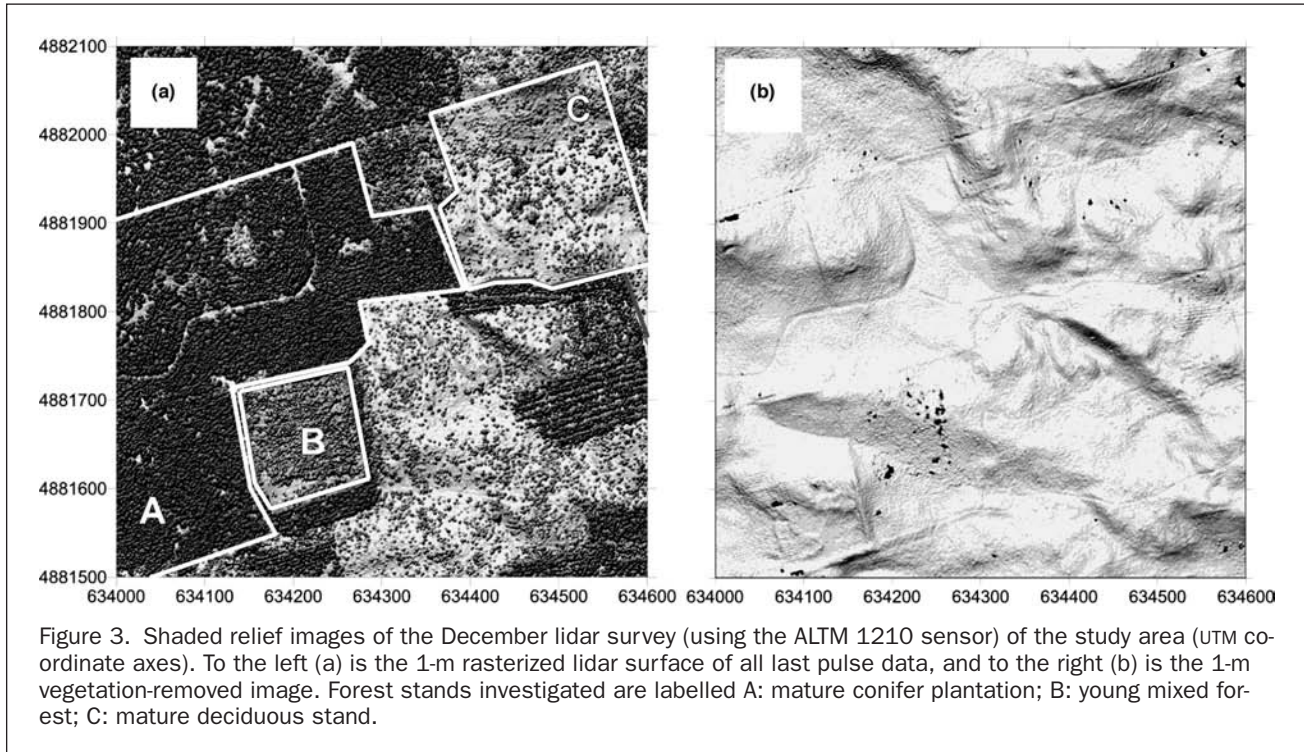 (a)
(b)
C
B
A
4882100
4882000
4881900
4881800
4881700
4881600
4881500
634000 634100 634200 634300 634400 634500 634600
634000 634100 634200 634300 634400 634500 634600
Figure 3. Shaded relief images of the December lidar survey (using the ALTM 1210 sensor) of the study area (UTM co-
ordinate axes). To the left (a) is the 1-m rasterized lidar surface of all last pulse data, and to the right (b) is the 1-m
vegetation-removed image. Forest stands investigated are labelled A: mature conifer plantation; B: young mixed for-
est; C: mature deciduous stand.